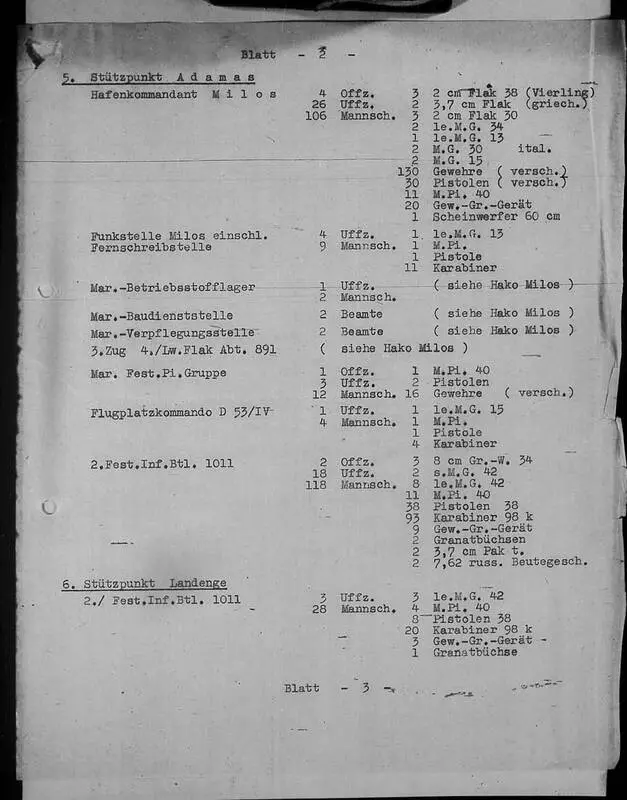 Blatt - 2 -
5. Stützpunkt A d a m a s
Hafenkommandant M i l o s 4 Offz. 3 2 cm Flak 38 (Vierling)
26 Uffz. 2 3,7 cm Flak (griech.)
106 Mannsch. 3 2 cm Flak 30
2 le.M.G. 34
1 le.M.G. 13
2 M.G. 30 ital.
2 M.G. 15
130 Gewehre ( versch.)
30 Pistolen ( versch.)
11 M.Pi. 40
20 Gew.-Gr.-Gerät
1 Scheinwerfer 60 cm
Funkstelle Milos einschl. 4 Uffz. 1 le.M.G. 13
Fernschreibstelle 9 Mannsch. 1 M.Pi.
1 Pistole
11 Karabiner
Mar.-Betriebsstofflager 1 Uffz. ( siehe Hako Milos )
2 Mannsch.
Mar.-Baudienststelle 2 Beamte ( siehe Hako Milos )
Mar.-Verpflegungsstelle 2 Beamte ( siehe Hako Milos )
3.Zug 4./Lw.Flak Abt. 891 ( siehe Hako Milos )
Mar. Fest.Pi.Gruppe 1 Offz. 1 M.Pi. 40
3 Uffz. 2 Pistolen
12 Mannsch. 16 Gewehre ( versch.)
Flugplatzkommando D 53/IV 1 Uffz. 1 le.M.G. 15
4 Mannsch. 1 M.Pi.
1 Pistole
4 Karabiner
2.Fest.Inf.Btl. 1011 2 Offz. 3 8 cm Gr.-W. 34
18 Uffz. 2 s.M.G. 42
118 Mannsch. 8 le.M.G. 42
11 M.Pi. 40
38 Pistolen 38
93 Karabiner 98 k
9 Gew.-Gr.-Gerät
2 Granatbüchsen
2 3,7 cm Pak t.
2 7,62 russ. Beutegesch.
6. Stützpunkt Landenge
2./ Fest.Inf.Btl. 1011 3 Uffz. 3 le.M.G. 42
28 Mannsch. 4 M.Pi. 40
8 Pistolen 38
20 Karabiner 98 k
3 Gew.-Gr.-Gerät -
1 Granatbüchse
Blatt - 3 -